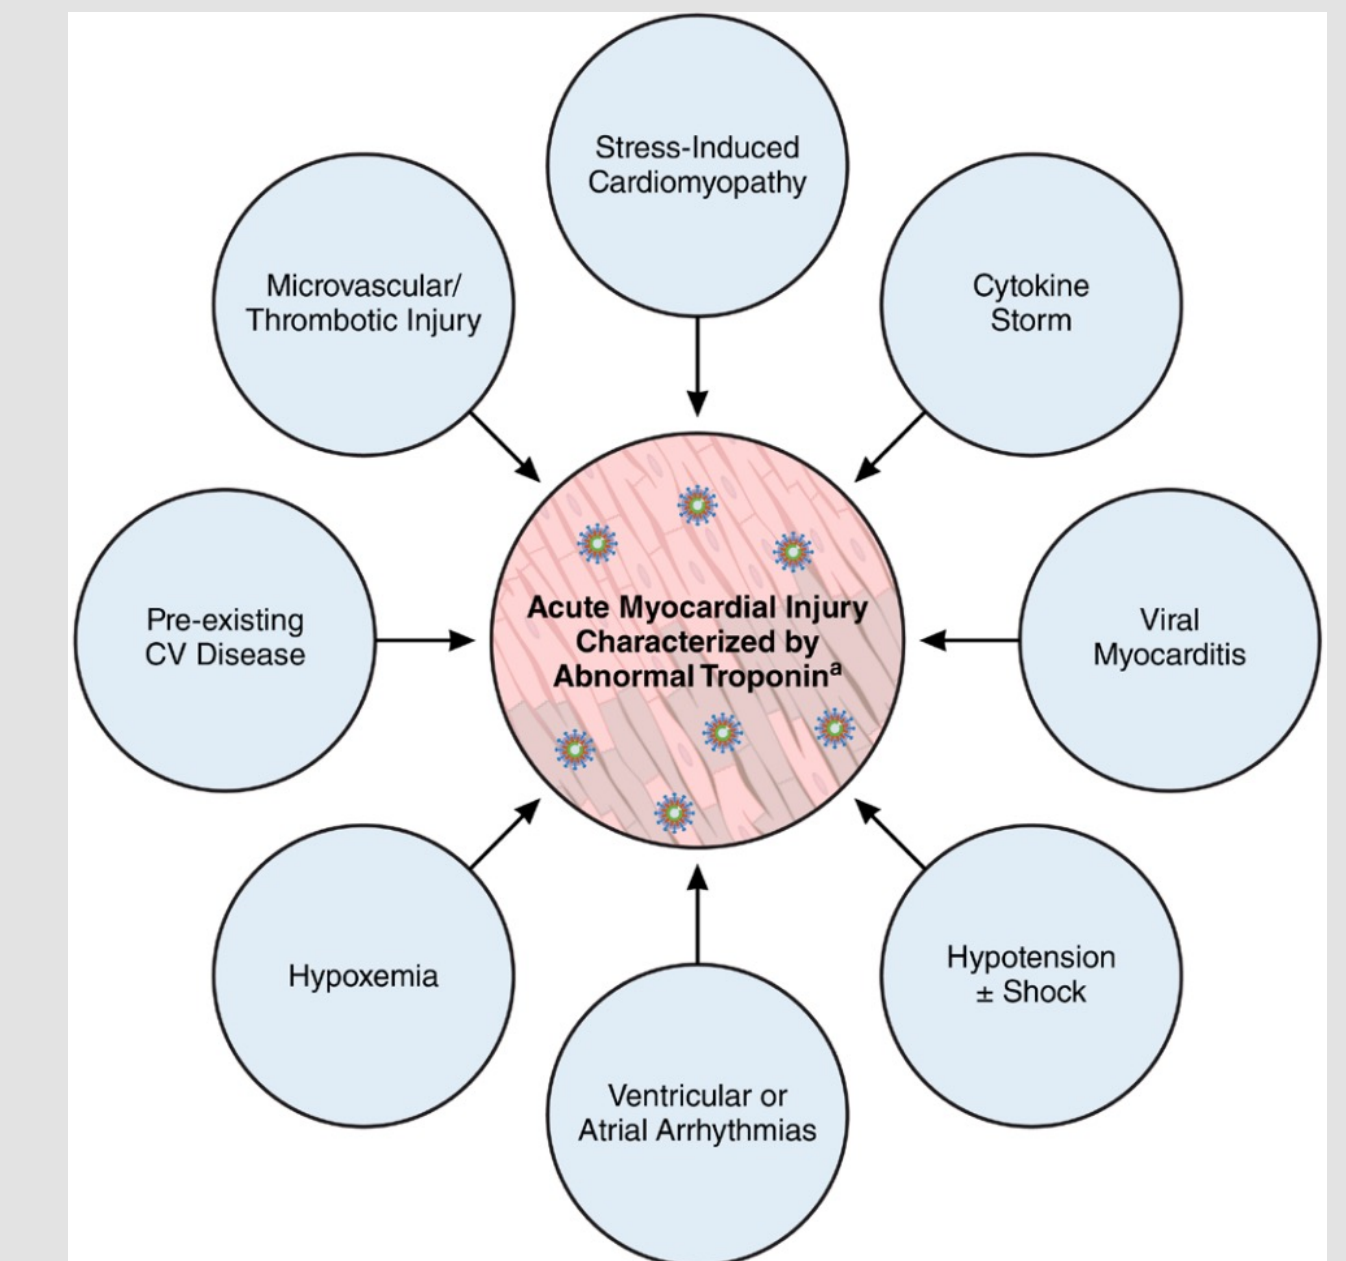 Stress-Induced
Cardiomyopathy
Microvascular/
Thrombotic Injury
Cytokine
Storm
Pre-existing
CV Disease
Acute Myocardial Injury
Characterized by
Abnormal Troponinª
Viral
Myocarditis
Hypoxemia
Hypotension
± Shock
Ventricular or
Atrial Arrhythmias